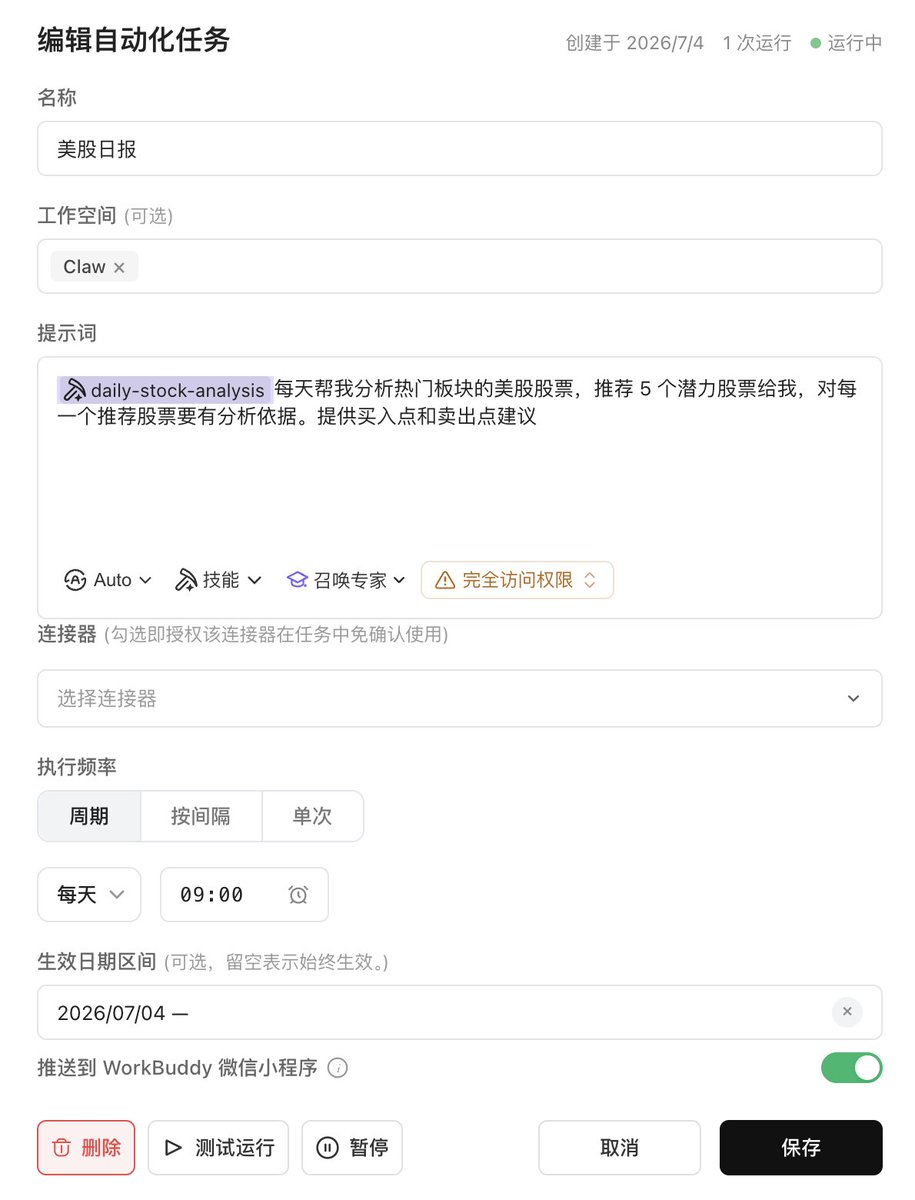 编辑自动化任务
创建于 2026/7/4 1 次运行 运行中
名称
美股日报
工作空间 (可选)
Claw ×
提示词
daily-stock-analysis 每天帮我分析热门板块的美股股票，推荐 5 个潜力股票给我，对每
一个推荐股票要有分析依据。提供买入点和卖出点建议
Auto 技能 召唤专家 完全访问权限
连接器 (勾选即授权该连接器在任务中免确认使用)
选择连接器
执行频率
周期 按间隔 单次
每天 09:00
生效日期区间 (可选，留空表示始终生效。)
2026/07/04 —
推送到 WorkBuddy 微信小程序
删除 测试运行 暂停 取消 保存